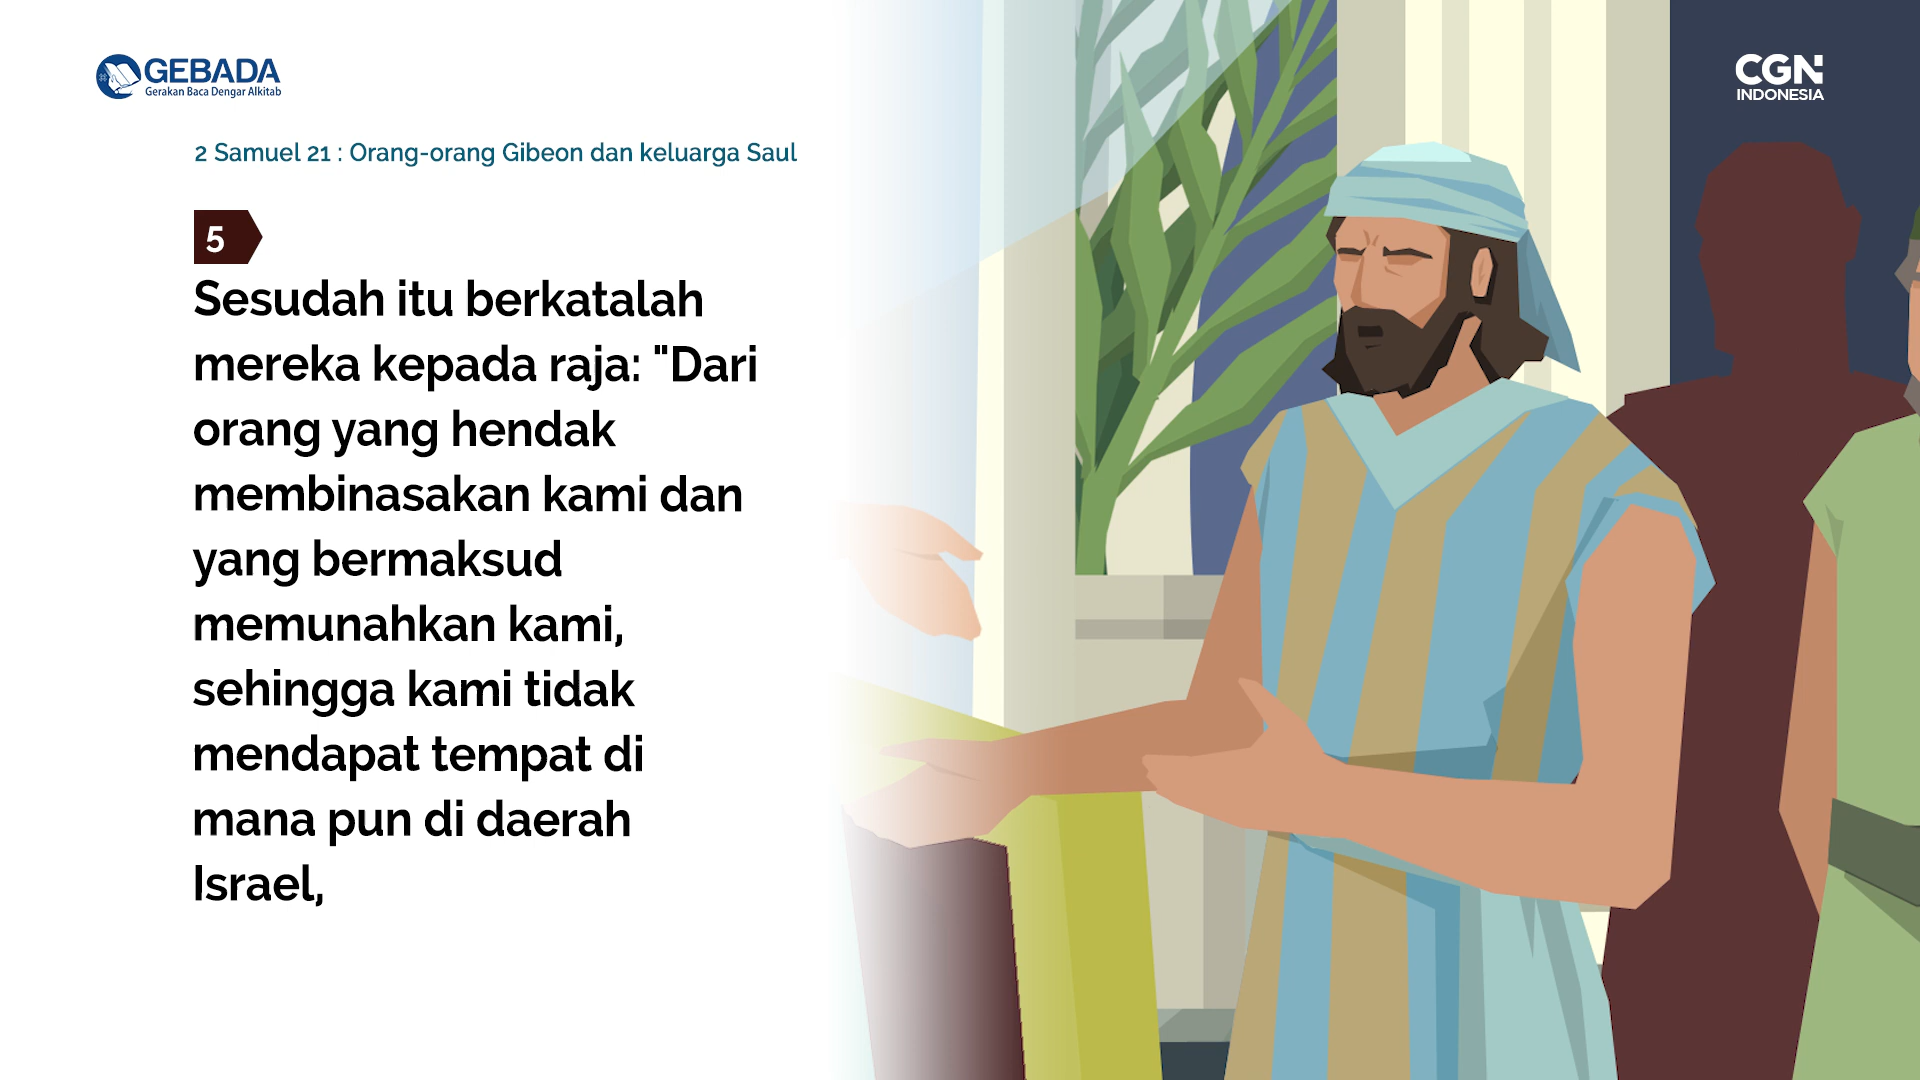 GEBADA
Gerakan Baca Dengar Alkitab
CGN
INDONESIA
2 Samuel 21 : Orang-orang Gibeon dan keluarga Saul
5
Sesudah itu berkatalah
mereka kepada raja: "Dari
orang yang hendak
membinasakan kami dan
yang bermaksud
memunahkan kami,
sehingga kami tidak
mendapat tempat di
mana pun di daerah
Israel,